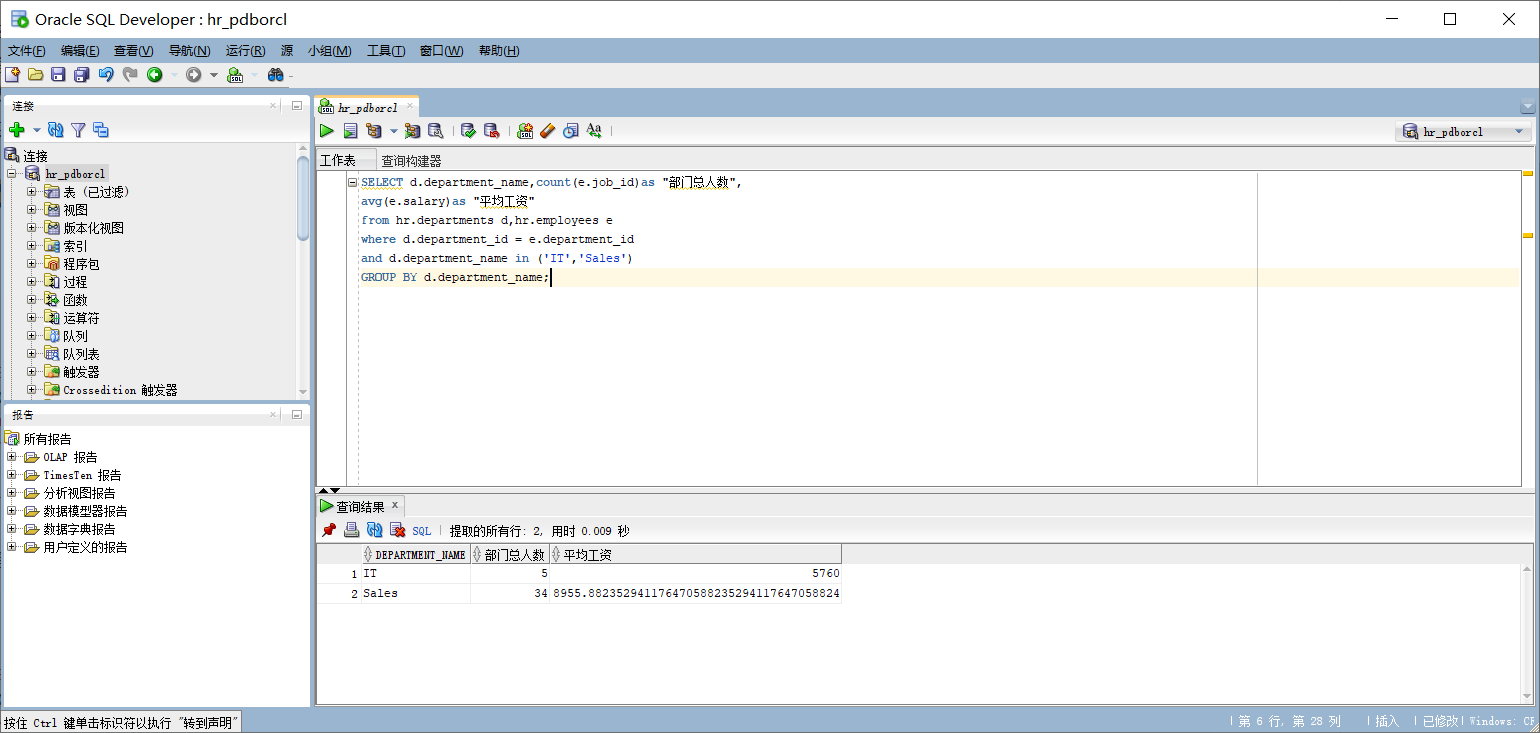 Oracle SQL Developer : hr_pdborcl
文件(F) 编辑(E) 查看(V) 导航(N) 运行(R) 源 小组(M) 工具(T) 窗口(W) 帮助(H)
连接
连接
hr_pdborcl
表 (已过滤)
视图
版本化视图
索引
程序包
过程
函数
运算符
队列
队列表
触发器
Crossedition 触发器
报告
所有报告
OLAP 报告
TimesTen 报告
分析视图报告
数据模型器报告
数据字典报告
用户定义的报告
hr_pdborcl
hr_pdborcl
工作表 查询构建器
SELECT d.department_name,count(e.job_id)as "部门总人数",
avg(e.salary)as "平均工资"
from hr.departments d,hr.employees e
where d.department_id = e.department_id
and d.department_name in ('IT','Sales')
GROUP BY d.department_name;
查询结果
SQL 提取的所有行: 2, 用时 0.009 秒
DEPARTMENT_NAME 部门总人数 平均工资
1 IT 5 5760
2 Sales 34 8955.88235294117647058823529411764705​8824
按住 Ctrl 键单击标识符以执行 "转到声明"
第 6 行, 第 28 列 插入 已修改 Windows: CR